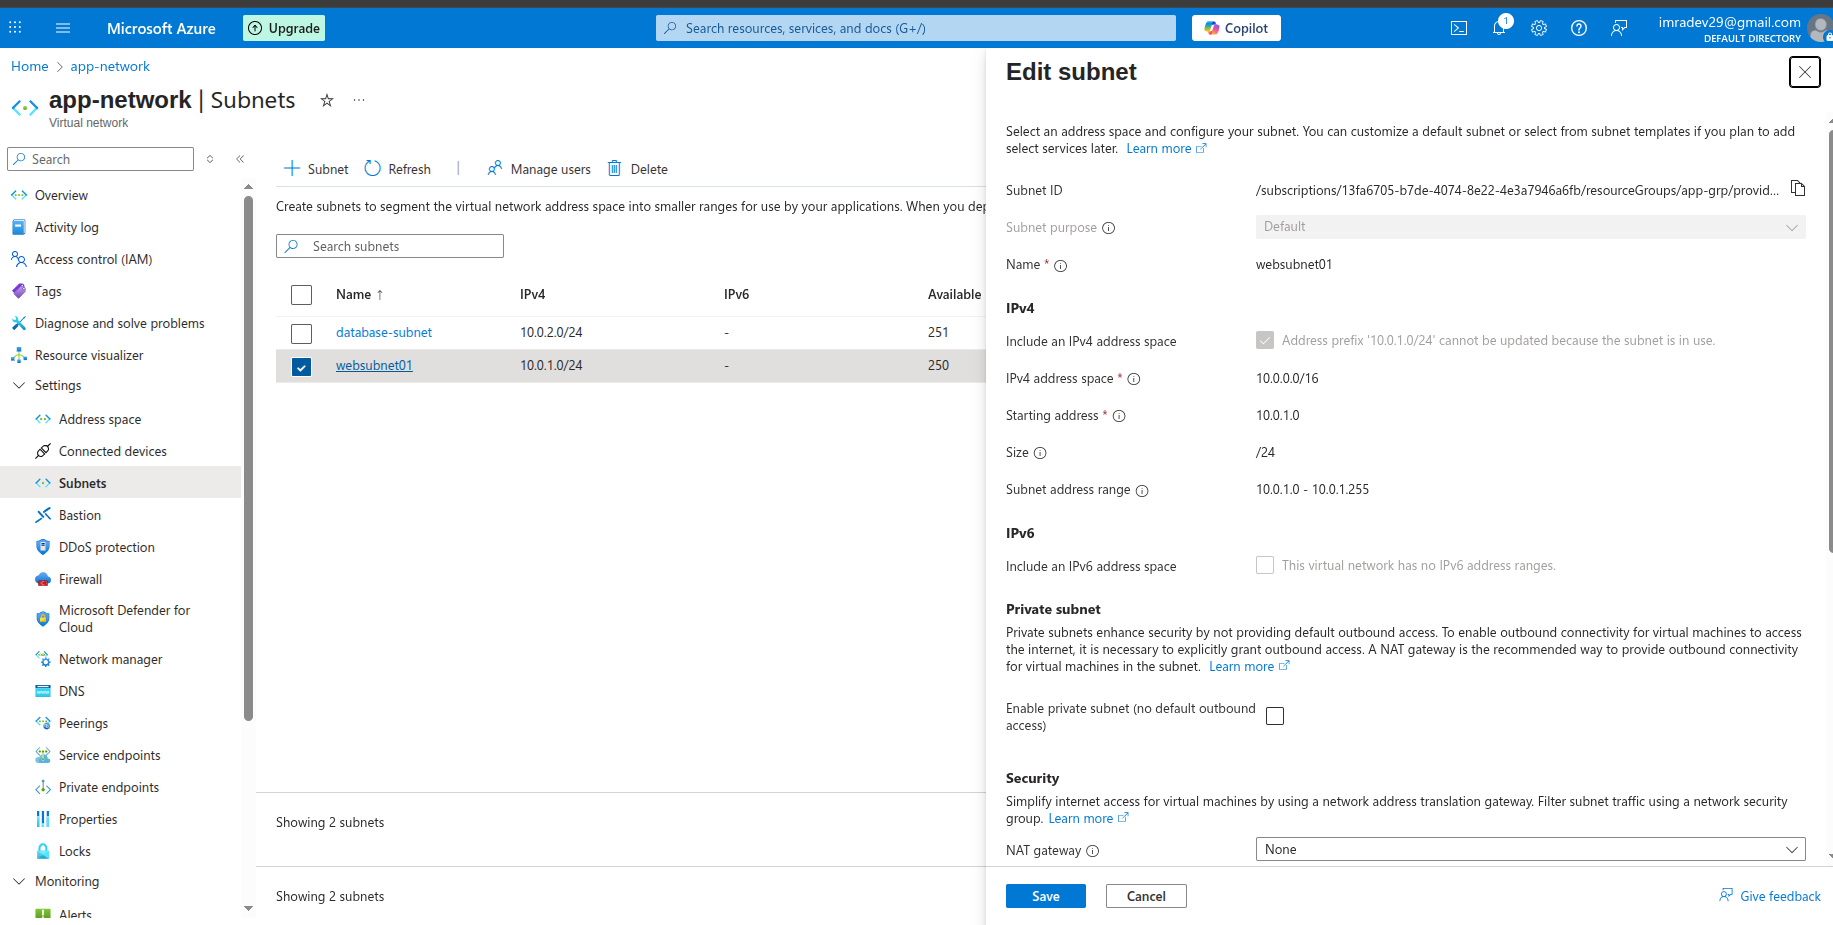 Microsoft Azure
Upgrade
Search resources, services, and docs (G+/)
Copilot
1
imradev29@gmail.com
DEFAULT DIRECTORY
Home > app-network
app-network | Subnets
Virtual network
Search
Overview
Activity log
Access control (IAM)
Tags
Diagnose and solve problems
Resource visualizer
Settings
Address space
Connected devices
Subnets
Bastion
DDoS protection
Firewall
Microsoft Defender for
Cloud
Network manager
DNS
Peerings
Service endpoints
Private endpoints
Properties
Locks
Monitoring
Alerts
Subnet Refresh | Manage users Delete
Create subnets to segment the virtual network address space into smaller ranges for use by your applications. When you dep
Search subnets
Name ↑ IPv4 IPv6 Available
database-subnet 10.0.2.0/24 - 251
websubnet01 10.0.1.0/24 - 250
Showing 2 subnets
Showing 2 subnets
Edit subnet
Select an address space and configure your subnet. You can customize a default subnet or select from subnet templates if you plan to add
select services later. Learn more
Subnet ID /subscriptions/13fa6705-b7de-4074-8e22-4e3a7946a6fb/resourceGroups/app-grp/provid...
Subnet purpose Default
Name * websubnet01
IPv4
Include an IPv4 address space Address prefix '10.0.1.0/24' cannot be updated because the subnet is in use.
IPv4 address space * 10.0.0.0/16
Starting address * 10.0.1.0
Size /24
Subnet address range 10.0.1.0 - 10.0.1.255
IPv6
Include an IPv6 address space This virtual network has no IPv6 address ranges.
Private subnet
Private subnets enhance security by not providing default outbound access. To enable outbound connectivity for virtual machines to access
the internet, it is necessary to explicitly grant outbound access. A NAT gateway is the recommended way to provide outbound connectivity
for virtual machines in the subnet. Learn more
Enable private subnet (no default outbound
access)
Security
Simplify internet access for virtual machines by using a network address translation gateway. Filter subnet traffic using a network security
group. Learn more
NAT gateway None
Save Cancel Give feedback